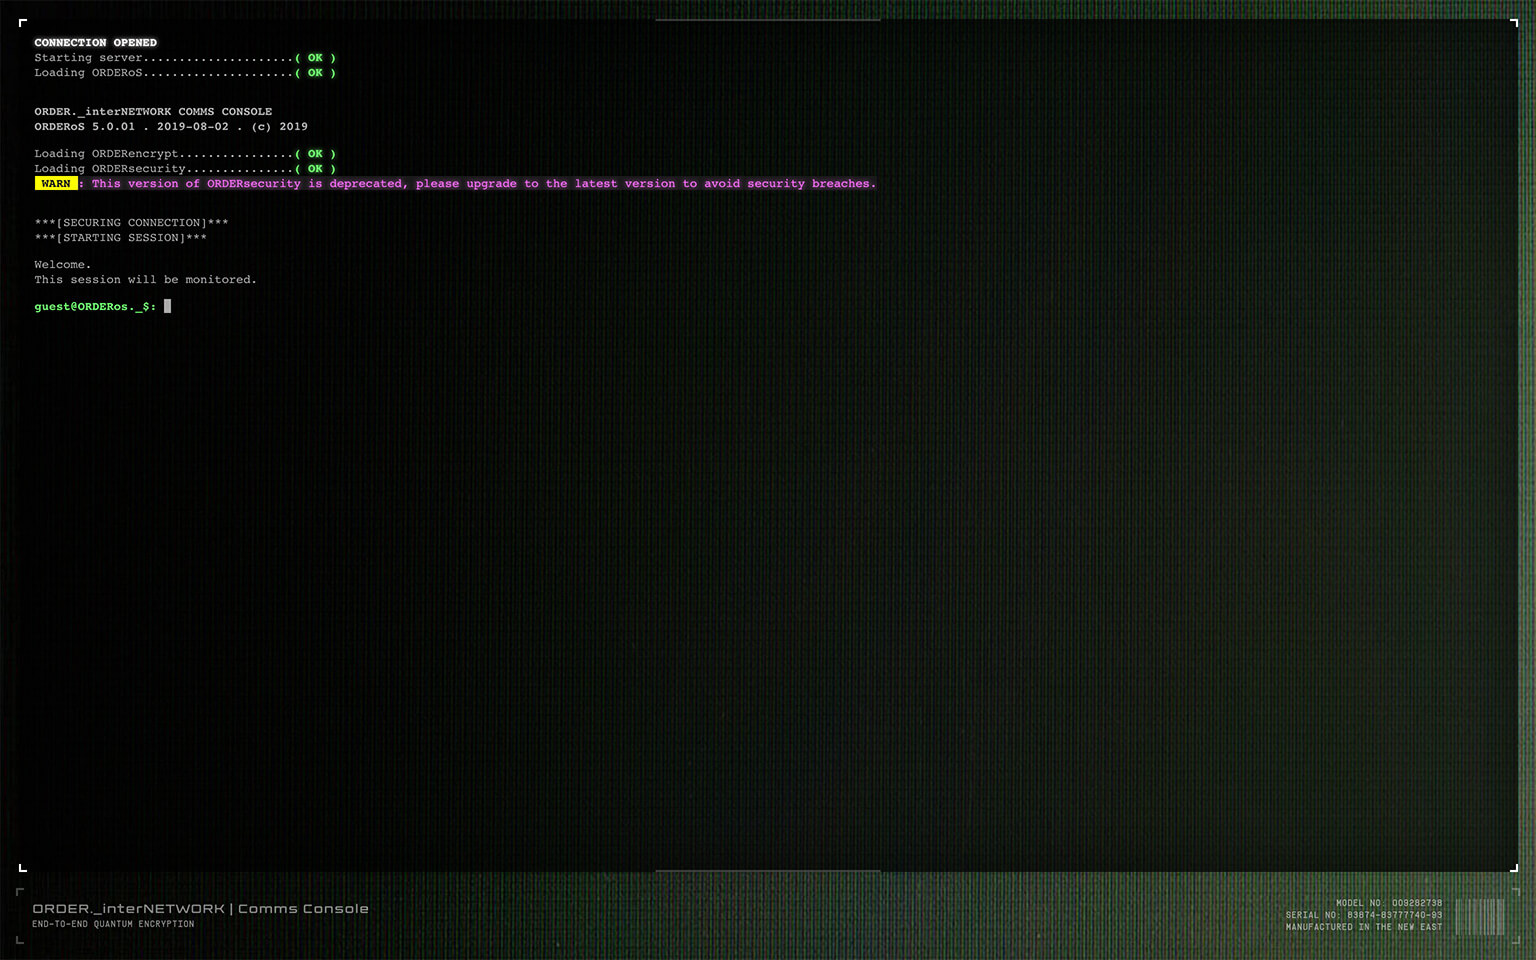 CONNECTION OPENED
Starting server.....................( OK )
Loading ORDERoS.....................( OK )
ORDER._interNETWORK COMMS CONSOLE
ORDERoS 5.0.01 . 2019-08-02 . (c) 2019
Loading ORDERencrypt................( OK )
Loading ORDERsecurity...............( OK )
WARN : This version of ORDERsecurity is deprecated, please upgrade to the latest version to avoid security breaches.
***[SECURING CONNECTION]***
***[STARTING SESSION]***
Welcome.
This session will be monitored.
guest@ORDERos._$:
ORDER._interNETWORK | Comms Console
END-TO-END QUANTUM ENCRYPTION
MODEL NO: 009282738
SERIAL NO: 83874-83777740-93
MANUFACTURED IN THE NEW EAST